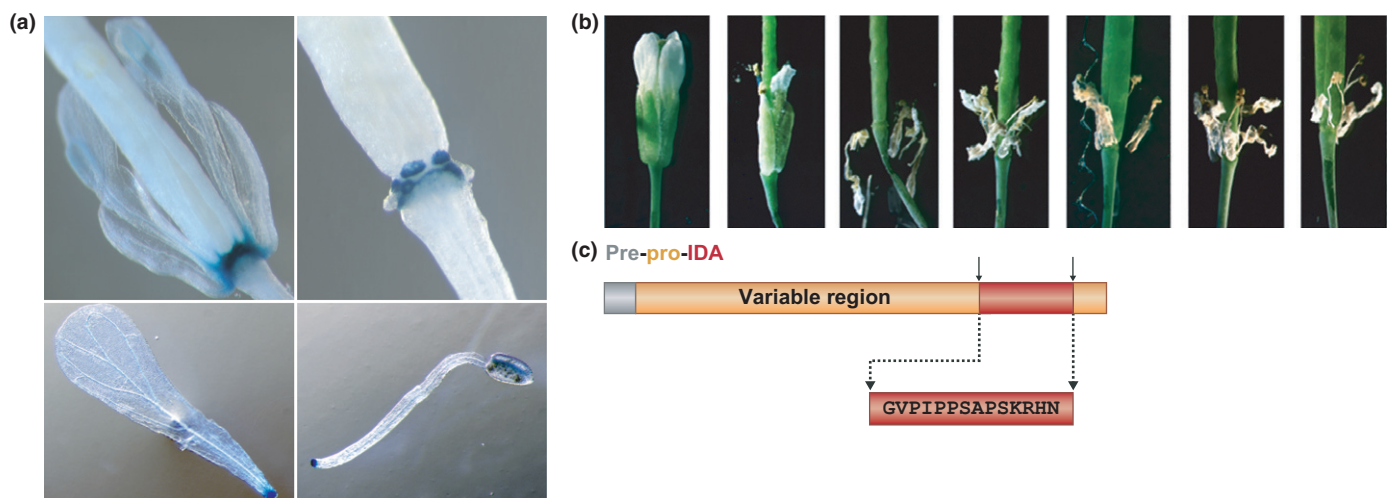 (a)
(b)
(c) Pre-pro-IDA
Variable region
GVPIPPSAPSKRHN